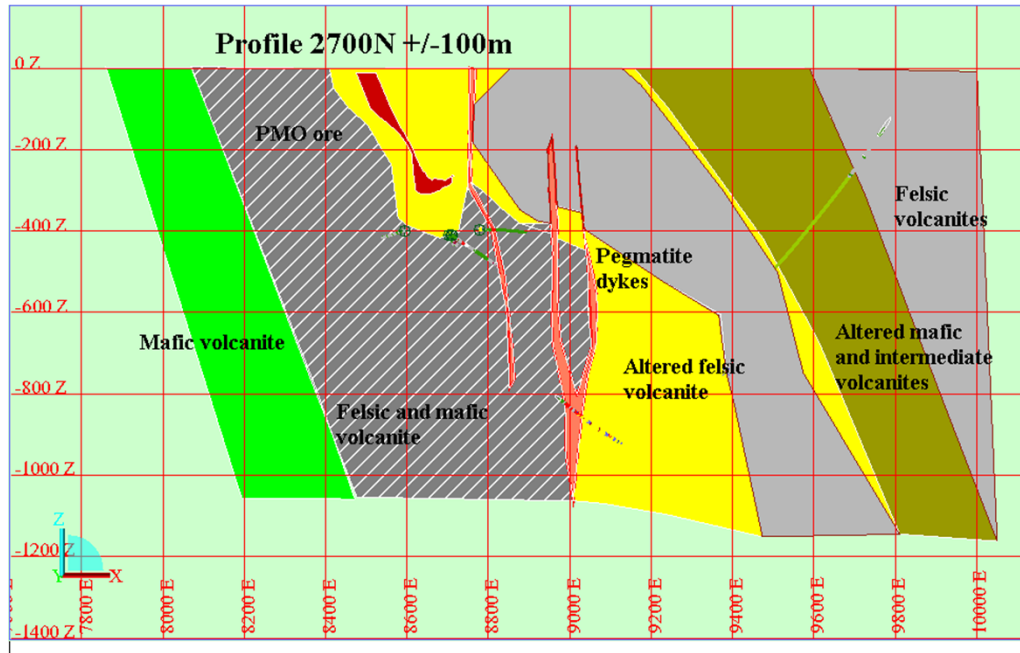 Profile 2700N +/-100m
0 Z
PMO ore
-200 Z
Felsic
volcanites
-400 Z
Pegmatite
dykes
-600 Z
Mafic volcanite
Altered mafic
and intermediate
volcanites
Altered felsic
volcanite
-800 Z
Felsic and mafic
volcanite
-1000 Z
Z
-1200 Z
Y
X
7800 E
8000 E
8200 E
8400 E
8600 E
8800 E
9000 E
9200 E
9400 E
9600 E
9800 E
10000 E
-1400 Z